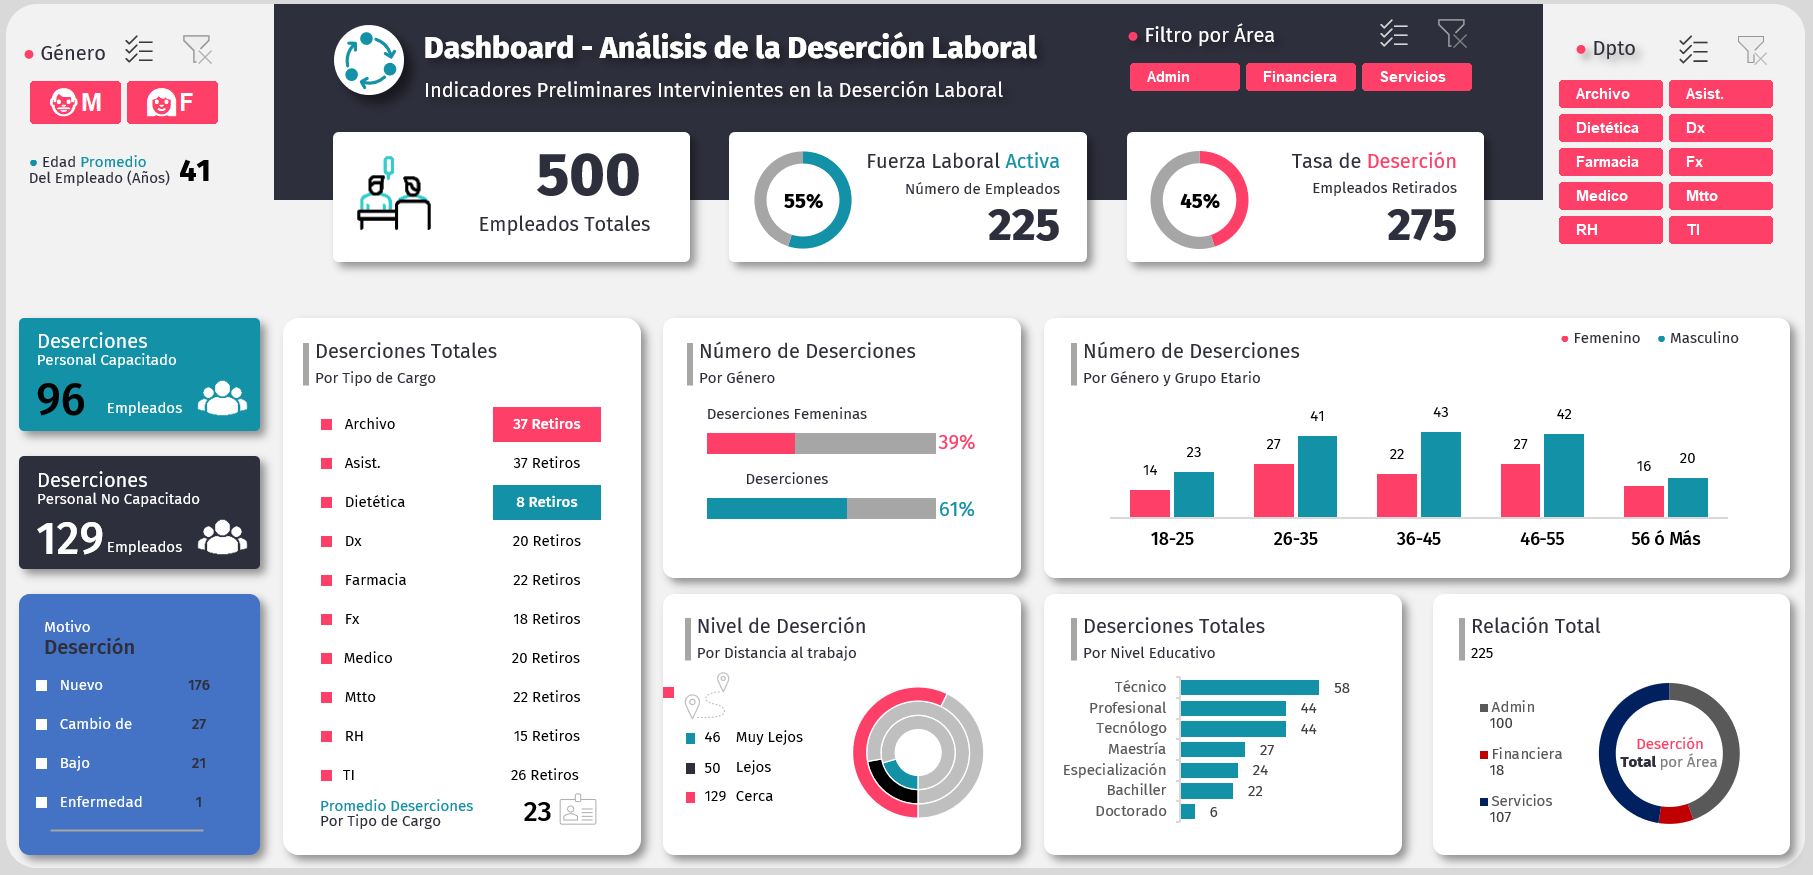 Género
M
F
Edad Promedio
Del Empleado (Años)
41
Dashboard - Análisis de la Deserción Laboral
Indicadores Preliminares Intervinientes en la Deserción Laboral
Filtro por Área
Admin
Financiera
Servicios
Dpto
Archivo
Asist.
Dietética
Dx
Farmacia
Fx
Medico
Mtto
RH
TI
500
Empleados Totales
55%
Fuerza Laboral Activa
Número de Empleados
225
45%
Tasa de Deserción
Empleados Retirados
275
Deserciones
Personal Capacitado
96
Empleados
Deserciones
Personal No Capacitado
129
Empleados
Motivo
Deserción
Nuevo 176
Cambio de 27
Bajo 21
Enfermedad 1
Deserciones Totales
Por Tipo de Cargo
Archivo 37 Retiros
Asist. 37 Retiros
Dietética 8 Retiros
Dx 20 Retiros
Farmacia 22 Retiros
Fx 18 Retiros
Medico 20 Retiros
Mtto 22 Retiros
RH 15 Retiros
TI 26 Retiros
Promedio Deserciones
Por Tipo de Cargo
23
Número de Deserciones
Por Género
Deserciones Femeninas
39%
Deserciones
61%
Número de Deserciones
Por Género y Grupo Etario
Femenino
Masculino
14 23 27 41 22 43 27 42 16 20
18-25 26-35 36-45 46-55 56 ó Más
Nivel de Deserción
Por Distancia al trabajo
46 Muy Lejos
50 Lejos
129 Cerca
Deserciones Totales
Por Nivel Educativo
Técnico 58
Profesional 44
Tecnólogo 44
Maestría 27
Especialización 24
Bachiller 22
Doctorado 6
Relación Total
225
Admin
100
Financiera
18
Servicios
107
Deserción
Total por Área